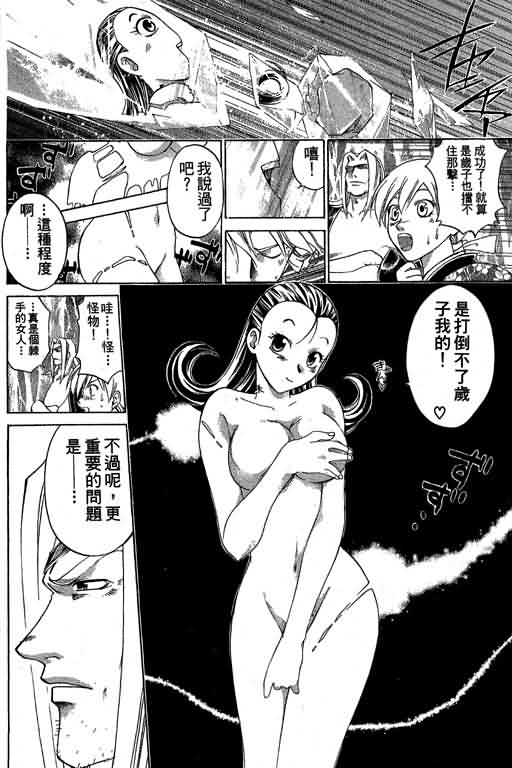 成功了！就算
是歲子也擋不
住那擊…
嘻！
我說過了
吧？
…這種程度
啊…
是打倒不了歲
子我的！♡
哇…！怪…
怪物！
…真是個棘
手的女人…
不過呢，更
重要的問題
是——